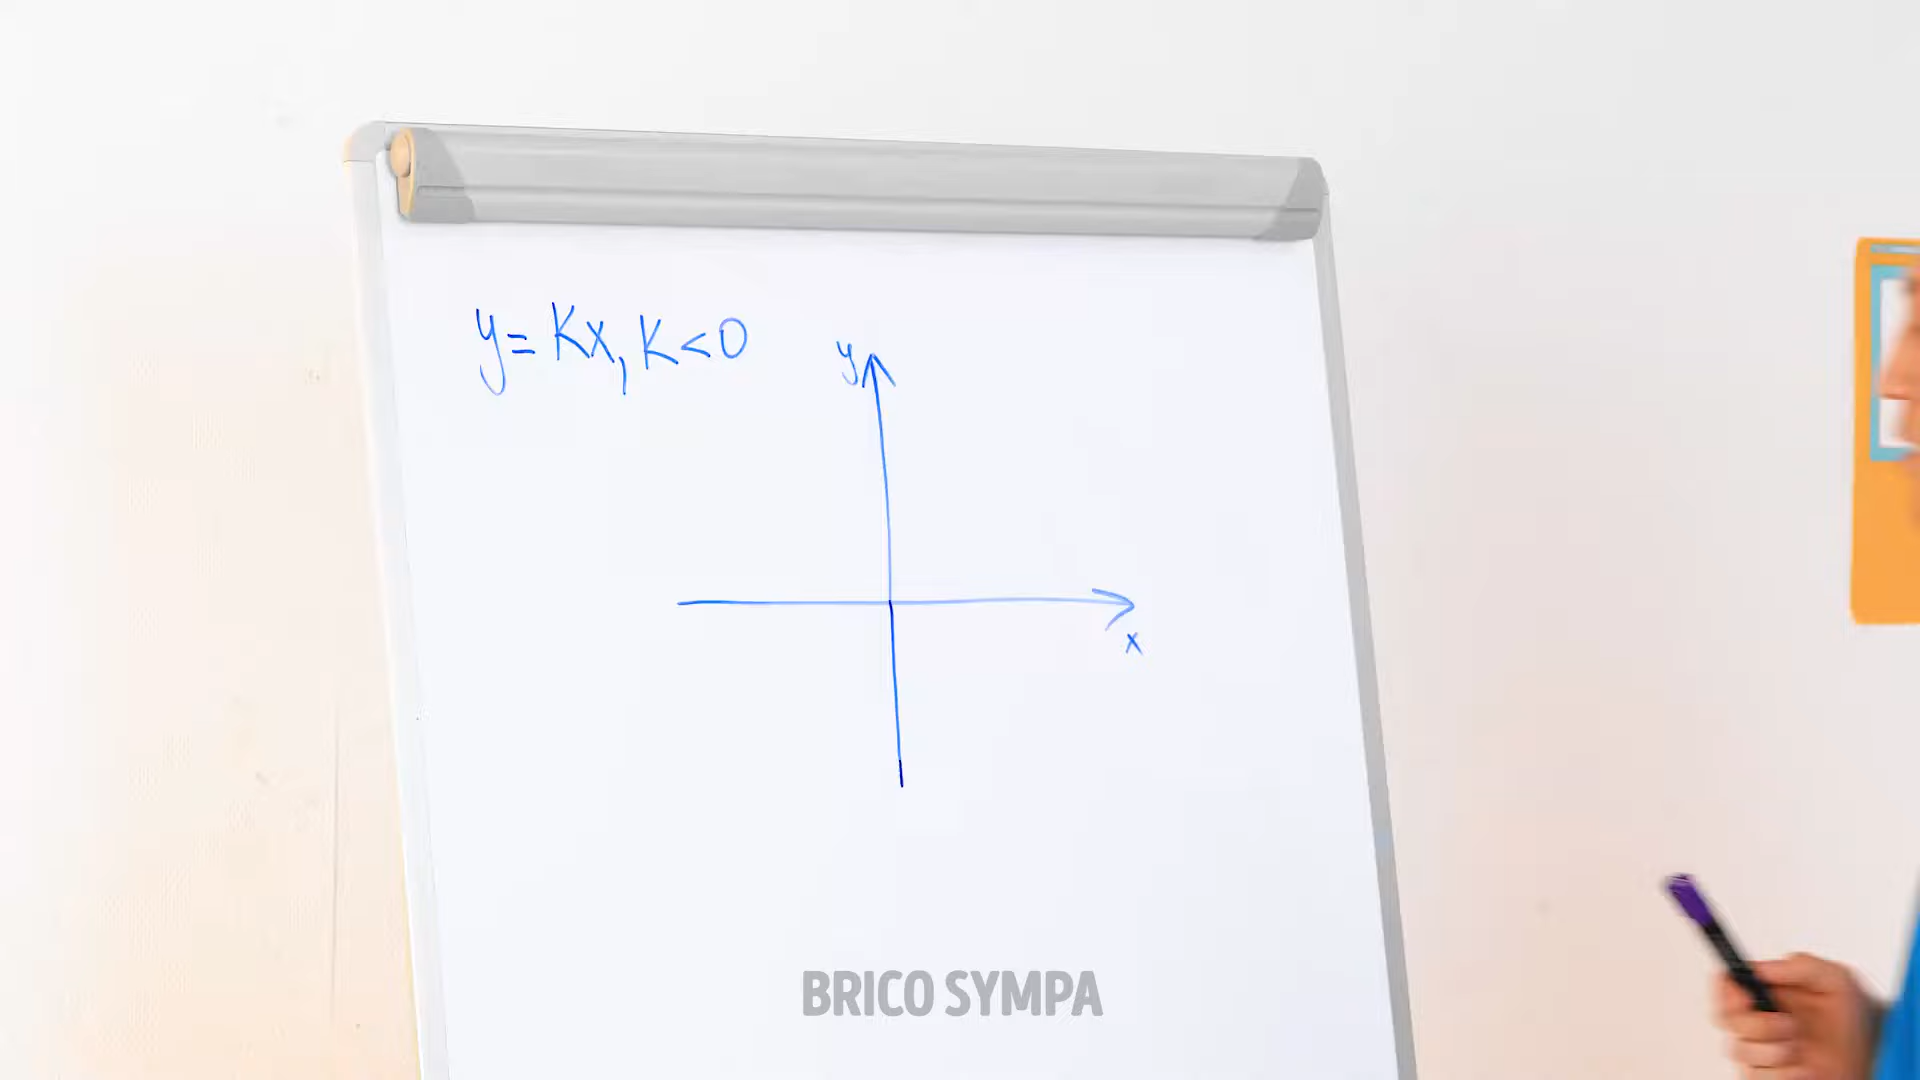 y = Kx, K < 0
y
x
BRICO SYMPA